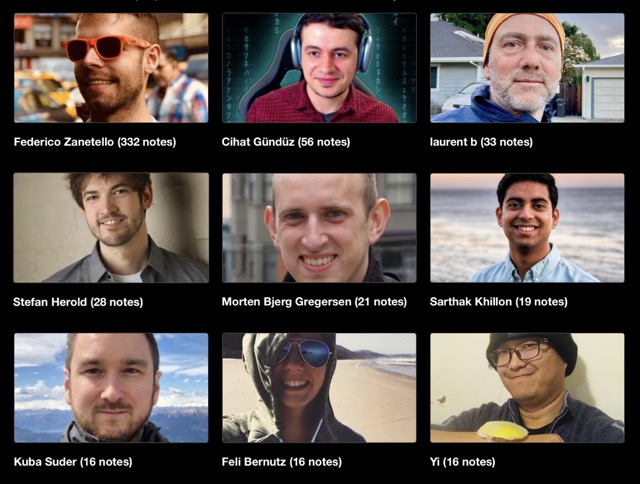 Federico Zanetello (332 notes)
Cihat Gündüz (56 notes)
laurent b (33 notes)
Stefan Herold (28 notes)
Morten Bjerg Gregersen (21 notes)
Sarthak Khillon (19 notes)
Kuba Suder (16 notes)
Feli Bernutz (16 notes)
Yi (16 notes)